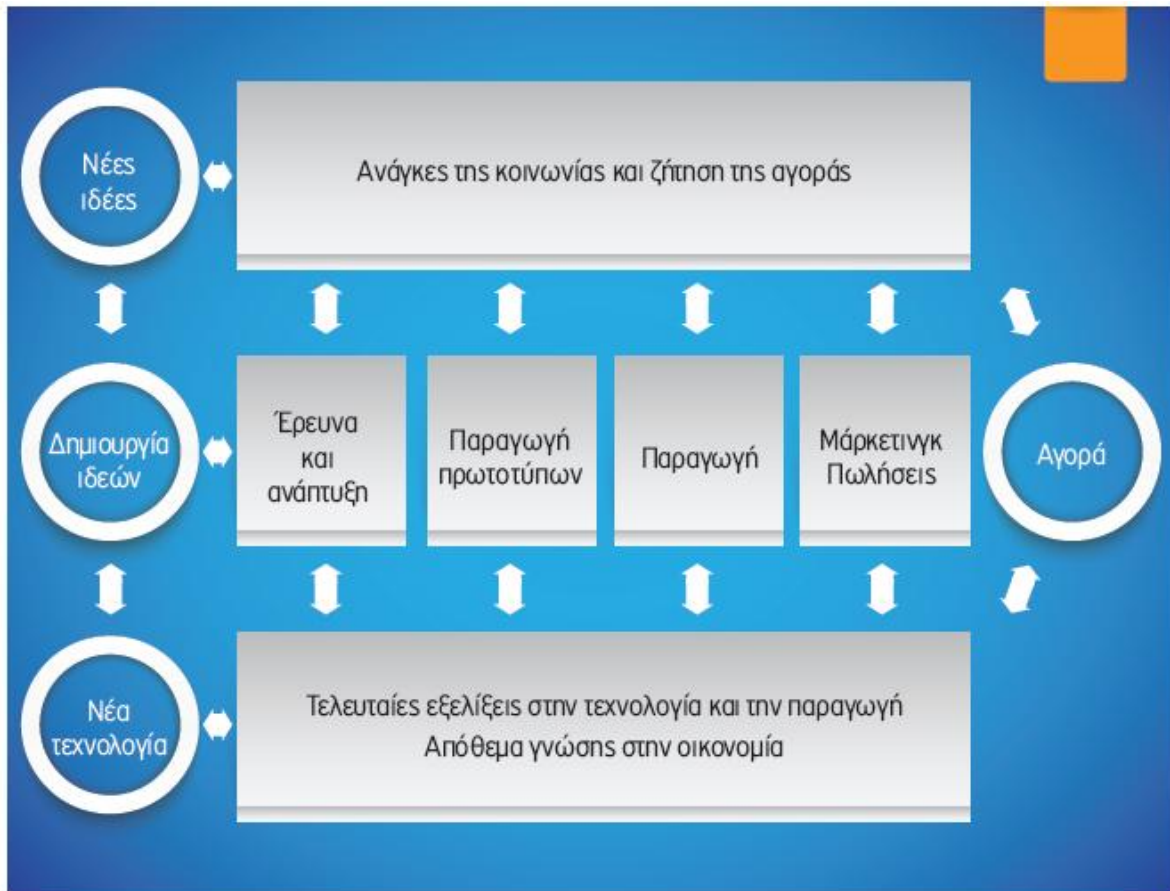 Νέες
ιδέες
Ανάγκες της κοινωνίας και ζήτηση της αγοράς
Δημιουργία
ιδεών
Έρευνα
και
ανάπτυξη
Παραγωγή
πρωτοτύπων
Παραγωγή
Μάρκετινγκ
Πωλήσεις
Αγορά
Νέα
τεχνολογία
Τελευταίες εξελίξεις στην τεχνολογία και την παραγωγή
Απόθεμα γνώσης στην οικονομία